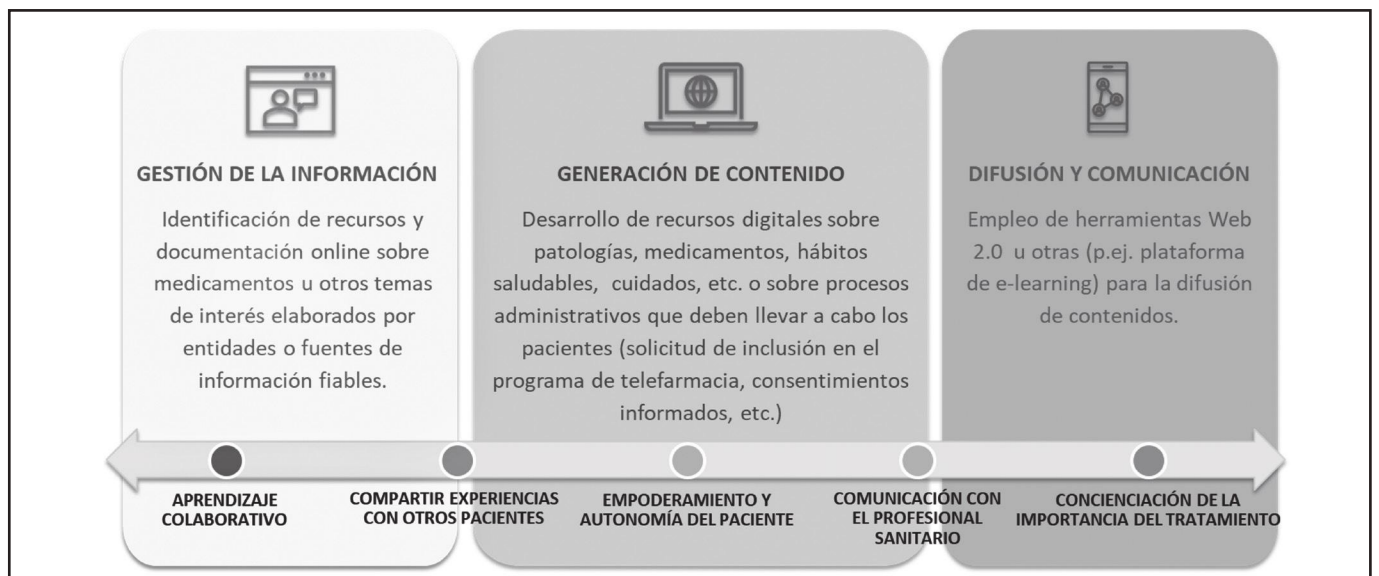 GESTIÓN DE LA INFORMACIÓN
Identificación de recursos y
documentación online sobre
medicamentos u otros temas
de interés elaborados por
entidades o fuentes de
información fiables.
GENERACIÓN DE CONTENIDO
Desarrollo de recursos digitales sobre
patologías, medicamentos, hábitos
saludables, cuidados, etc. o sobre procesos
administrativos que deben llevar a cabo los
pacientes (solicitud de inclusión en el
programa de telefarmacia, consentimientos
informados, etc.)
DIFUSIÓN Y COMUNICACIÓN
Empleo de herramientas Web
2.0 u otras (p.ej. plataforma
de e-learning) para la difusión
de contenidos.
APRENDIZAJE
COLABORATIVO
COMPARTIR EXPERIENCIAS
CON OTROS PACIENTES
EMPODERAMIENTO Y
AUTONOMÍA DEL PACIENTE
COMUNICACIÓN CON
EL PROFESIONAL
SANITARIO
CONCIENCIACIÓN DE LA
IMPORTANCIA DEL TRATAMIENTO